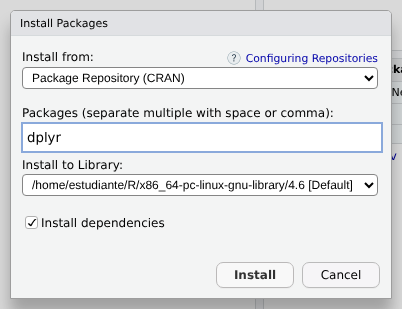 Install Packages
Install from:
? Configuring Repositories
Package Repository (CRAN)
Packages (separate multiple with space or comma):
dplyr
Install to Library:
/home/estudiante/R/x86_64-pc-linux-gnu-library/4.6 [Default]
Install dependencies
Install Cancel